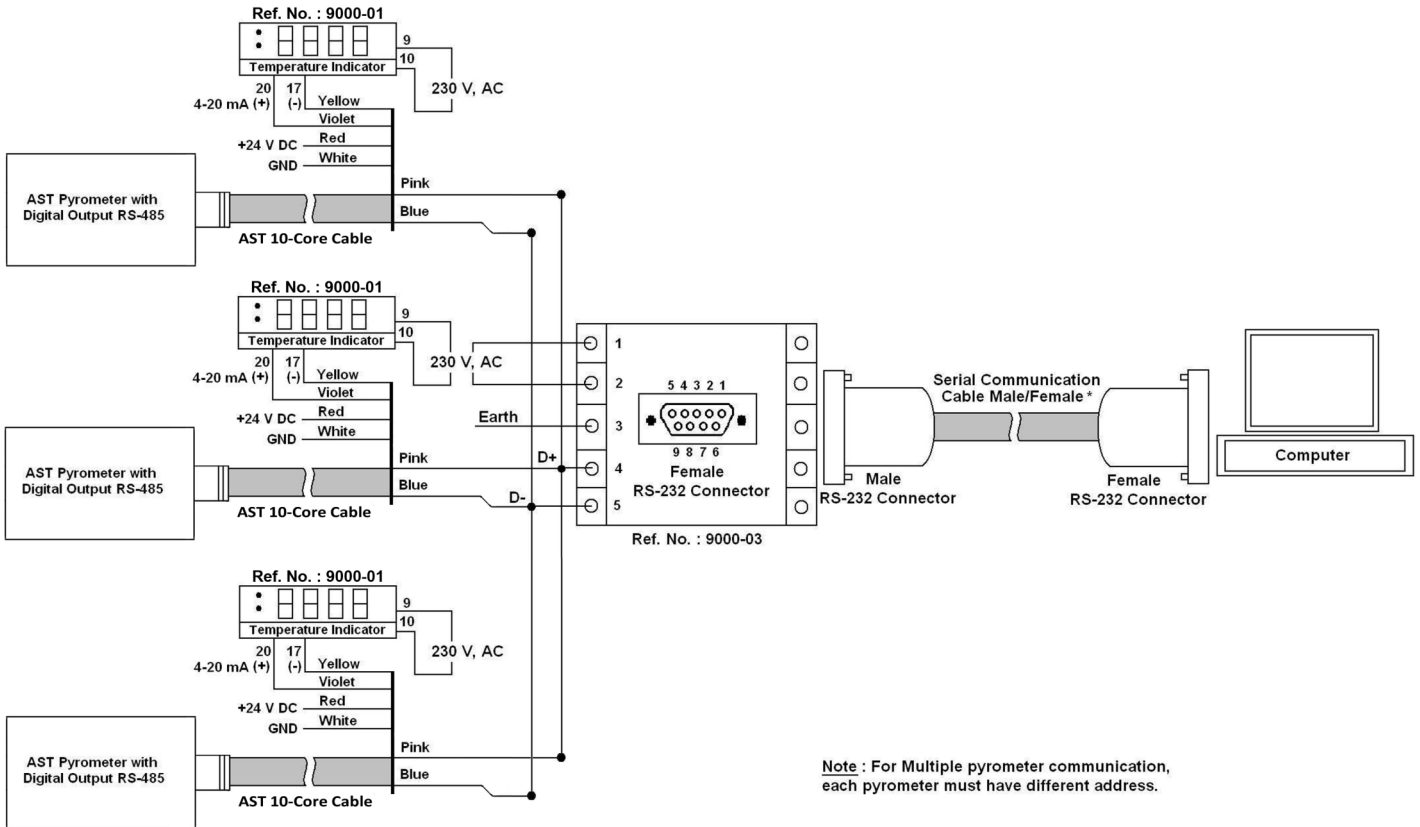 Ref. No. : 9000-01
9
Temperature Indicator
10
230 V, AC
20 17
4-20 mA (+) (-) Yellow
Violet
+24 V DC Red
GND White
AST Pyrometer with
Digital Output RS-485
Pink
Blue
AST 10-Core Cable
Ref. No. : 9000-01
9
Temperature Indicator
10
230 V, AC
20 17
4-20 mA (+) (-) Yellow
Violet
+24 V DC Red
GND White
AST Pyrometer with
Digital Output RS-485
Pink
Blue
AST 10-Core Cable
Earth
D+
D-
1
2
3
4
5
5 4 3 2 1
9 8 7 6
Female
RS-232 Connector
Ref. No. : 9000-03
Male
RS-232 Connector
Serial Communication
Cable Male/Female *
Female
RS-232 Connector
Computer
Ref. No. : 9000-01
9
Temperature Indicator
10
230 V, AC
20 17
4-20 mA (+) (-) Yellow
Violet
+24 V DC Red
GND White
AST Pyrometer with
Digital Output RS-485
Pink
Blue
AST 10-Core Cable
Note : For Multiple pyrometer communication,
each pyrometer must have different address.